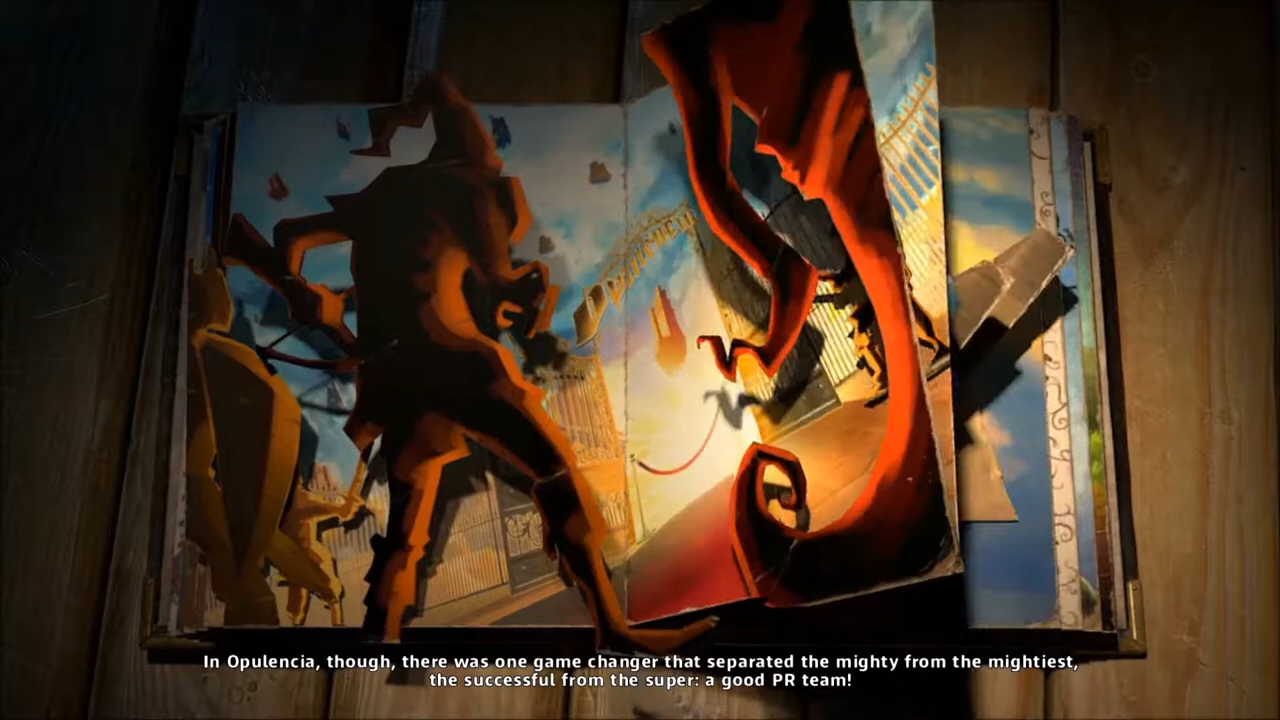 Opulencia
In Opulencia, though, there was one game changer that separated the mighty from the mightiest,
the successful from the super: a good PR team!